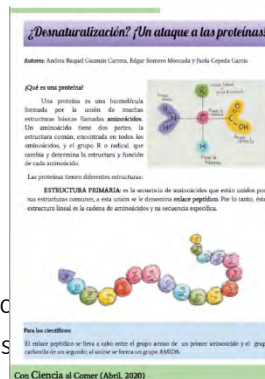 ¿Desnaturalización? ¡Un ataque a las proteínas!
Autores: Andrea Raquel Guzmán Carrera, Edgar Romero Moncada y Paola Cepeda García
¿Qué es una proteína?
Una proteína es una biomolécula
formada por la unión de muchas
estructuras básicas llamadas aminoácidos.
Un aminoácido tiene dos partes, la
estructura común, encontrada en todos los
aminoácidos, y el grupo R o radical, que
cambia y determina la estructura y función
de cada aminoácido.
H
N
C
R
C
O
OH
Las proteínas tienen diferentes estructuras:
ESTRUCTURA PRIMARIA: es la secuencia de aminoácidos que están unidos por
sus estructuras comunes, a esta unión se le denomina enlace peptídico. Por lo tanto, ésta
estructura lineal es la cadena de aminoácidos y su secuencia específica.
Para los científicos:
El enlace peptídico se lleva a cabo entre el grupo amino de un primer aminoácido y el grupo
carboxilo de un segundo; al unirse se forma un grupo AMIDA.
Con Ciencia al Comer (Abril, 2020)